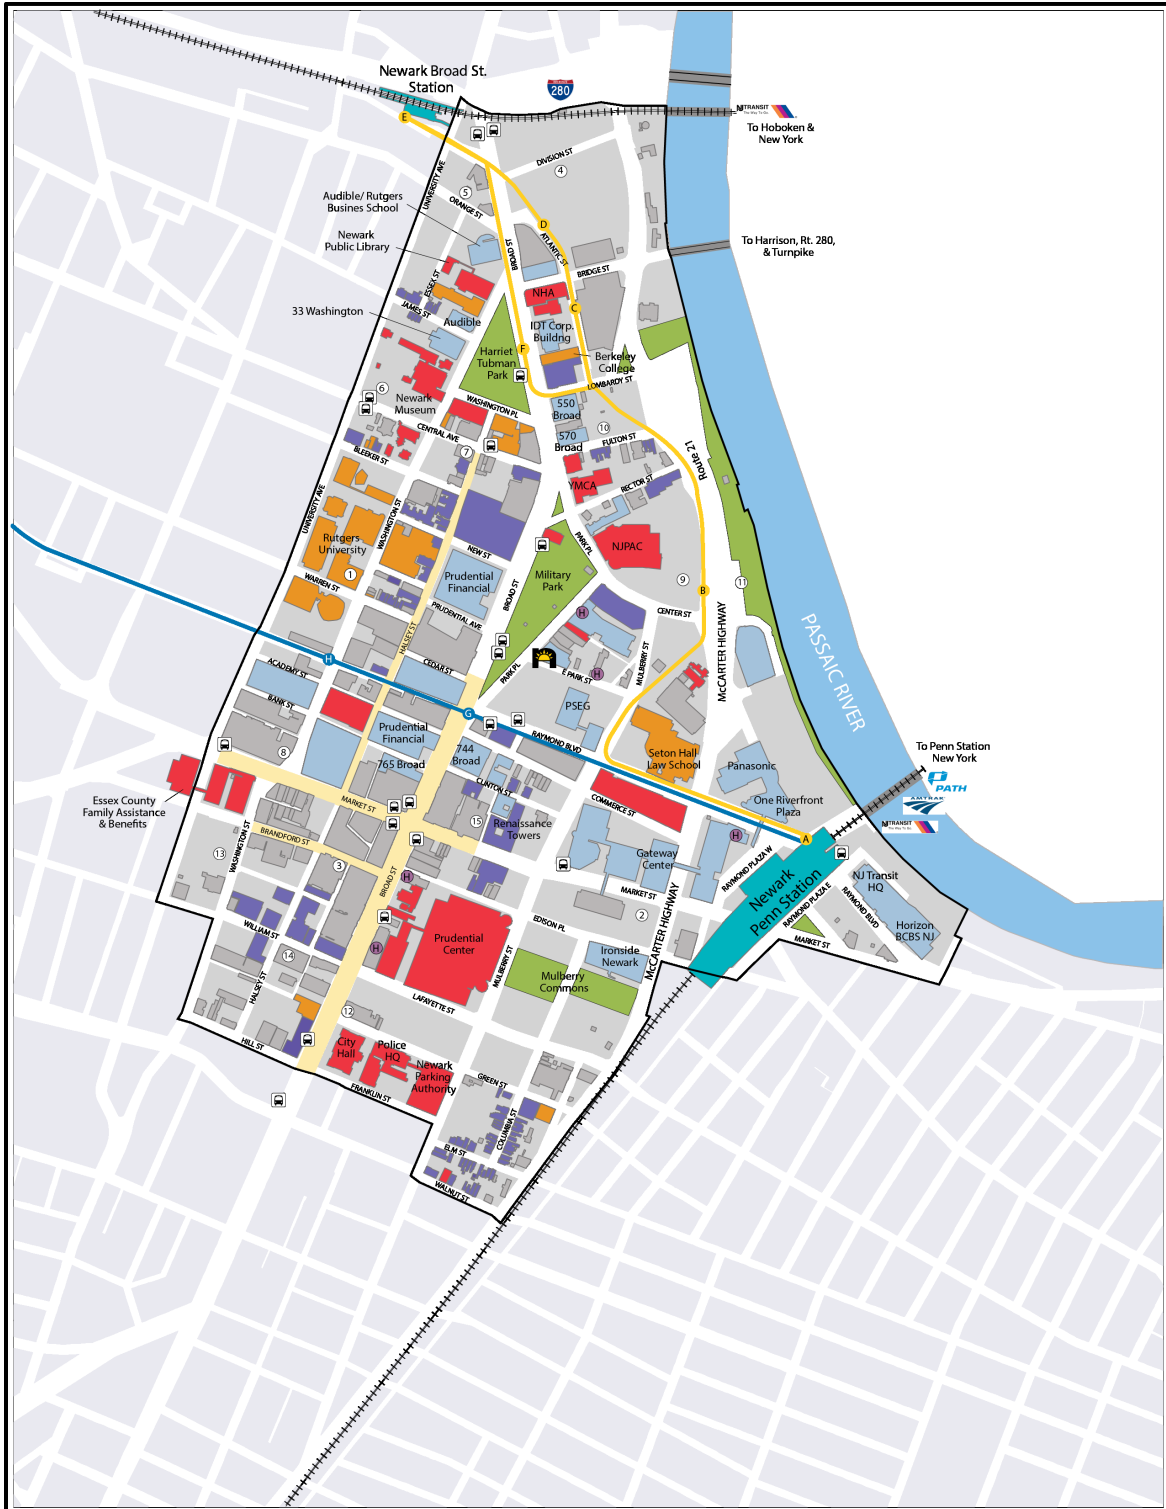 Newark Broad St.
Station
280
E
NJTRANSIT
The Way To Go
To Hoboken &
New York
DIVISION ST
4
UNIVERSITY AVE
5
ORANGE ST
Audible/ Rutgers
Busines School
D
ATLANTIC ST
BROAD ST
Newark
Public Library
To Harrison, Rt. 280,
& Turnpike
BRIDGE ST
ESSEX ST
NHA
JAMES ST
C
33 Washington
Audible
IDT Corp.
Buildng
F
Harriet
Tubman
Park
Berkeley
College
LOMBARDY ST
6
Newark
Museum
WASHINGTON PL
550
Broad
10
CENTRAL AVE
570
Broad
FULTON ST
7
BLEEKER ST
Route 21
YMCA
RECTOR ST
UNIVERSITY AVE
WASHINGTON ST
Rutgers
University
PARK PL
NJPAC
NEW ST
1
WARREN ST
Prudential
Financial
Military
Park
BROAD ST
9
11
B
PRUDENTIAL AVE
CENTER ST
H
McCARTER HIGHWAY
PASSAIC RIVER
HALSEY ST
MULBERRY ST
H
CEDAR ST
n
PARK PL
E PARK ST
H
ACADEMY ST
BANK ST
G
PSEG
Prudential
Financial
RAYMOND BLVD
8
744
Broad
Seton Hall
Law School
Panasonic
To Penn Station
New York
PATH
AMTRAK
NJTRANSIT
The Way To Go
765 Broad
CLINTON ST
Essex County
Family Assistance
& Benefits
MARKET ST
COMMERCE ST
One Riverfront
Plaza
15
Renaissance
Towers
BRANDFORD ST
WASHINGTON ST
13
3
H
A
Gateway
Center
RAYMOND PLAZA W
BROAD ST
H
MARKET ST
Newark
Penn Station
NJ Transit
HQ
RAYMOND PLAZA E
RAYMOND BLVD
2
EDISON PL
WILLIAM ST
Horizon
BCBS NJ
MARKET ST
McCARTER HIGHWAY
Prudential
Center
H
14
Ironside
Newark
MULBERRY ST
Mulberry
Commons
HALSEY ST
LAFAYETTE ST
12
HILL ST
City
Hall
Police
HQ
Newark
Parking
Authority
GREEN ST
FRANKLIN ST
COLUMBIA ST
ELM ST
WALNUT ST